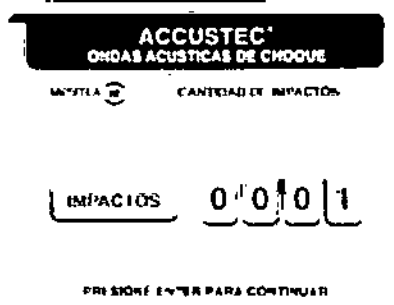 ACCUSTEC*
ONDAS ACUSTICAS DE CHOQUE
CANTIDAD DE IMPACTOS
IMPACTOS 0 0 0 1
PRESIONE ENTER PARA CONTINUAR